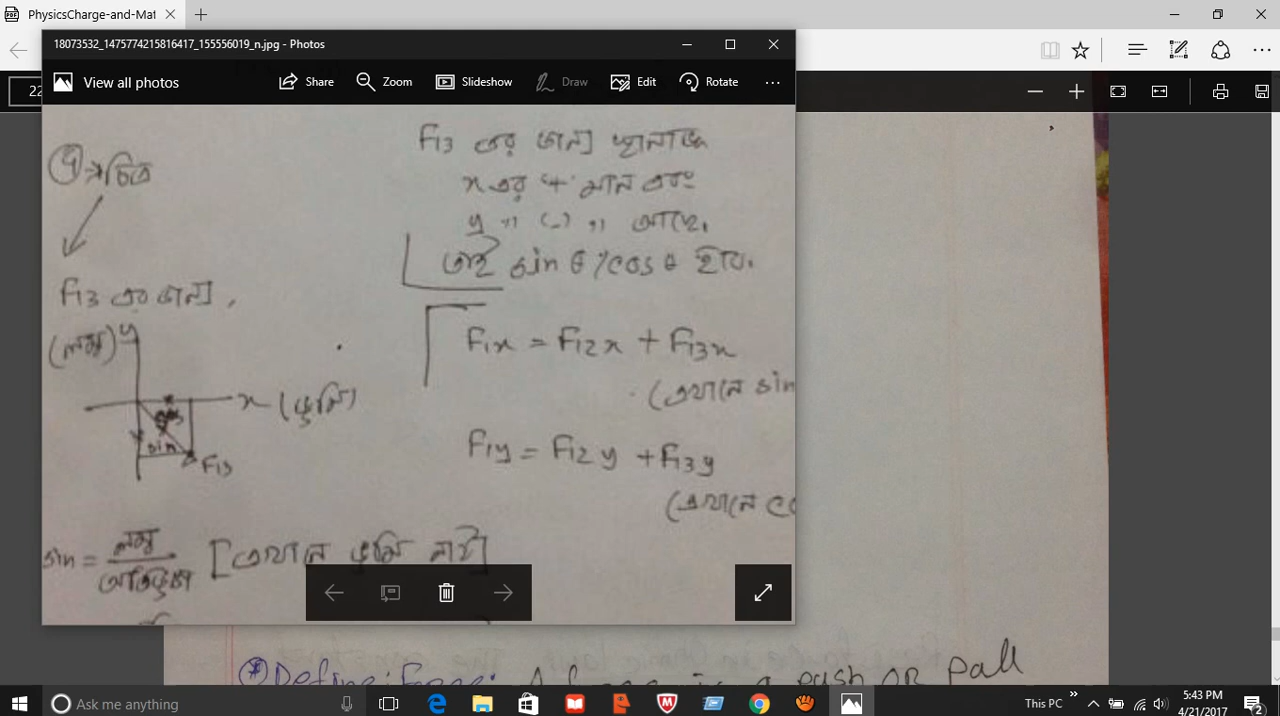 PhysicsCharge-and-Mat
18073532_1475774215816417_155556019_n.jpg - Photos
View all photos
Share
Zoom
Slideshow
Draw
Edit
Rotate
22
F13 এর জন্য
x এর '+' মান এবং
y " (-) " আছে।
তাই sin θ/cos θ হবে।
চিত্র
F13 এর জন্য,
(লম্ব) y
x (ভূমি)
sin
F13
F1x = F12x + F13x
(এখানে sin
F1y = F12y + F13y
(এখানে co
sin = লম্ব
অতিভুজ
[এখানে ভূমি নাই]
Define: Force: A force is a push OR Pull
Ask me anything
This PC
5:43 PM
4/21/2017
2